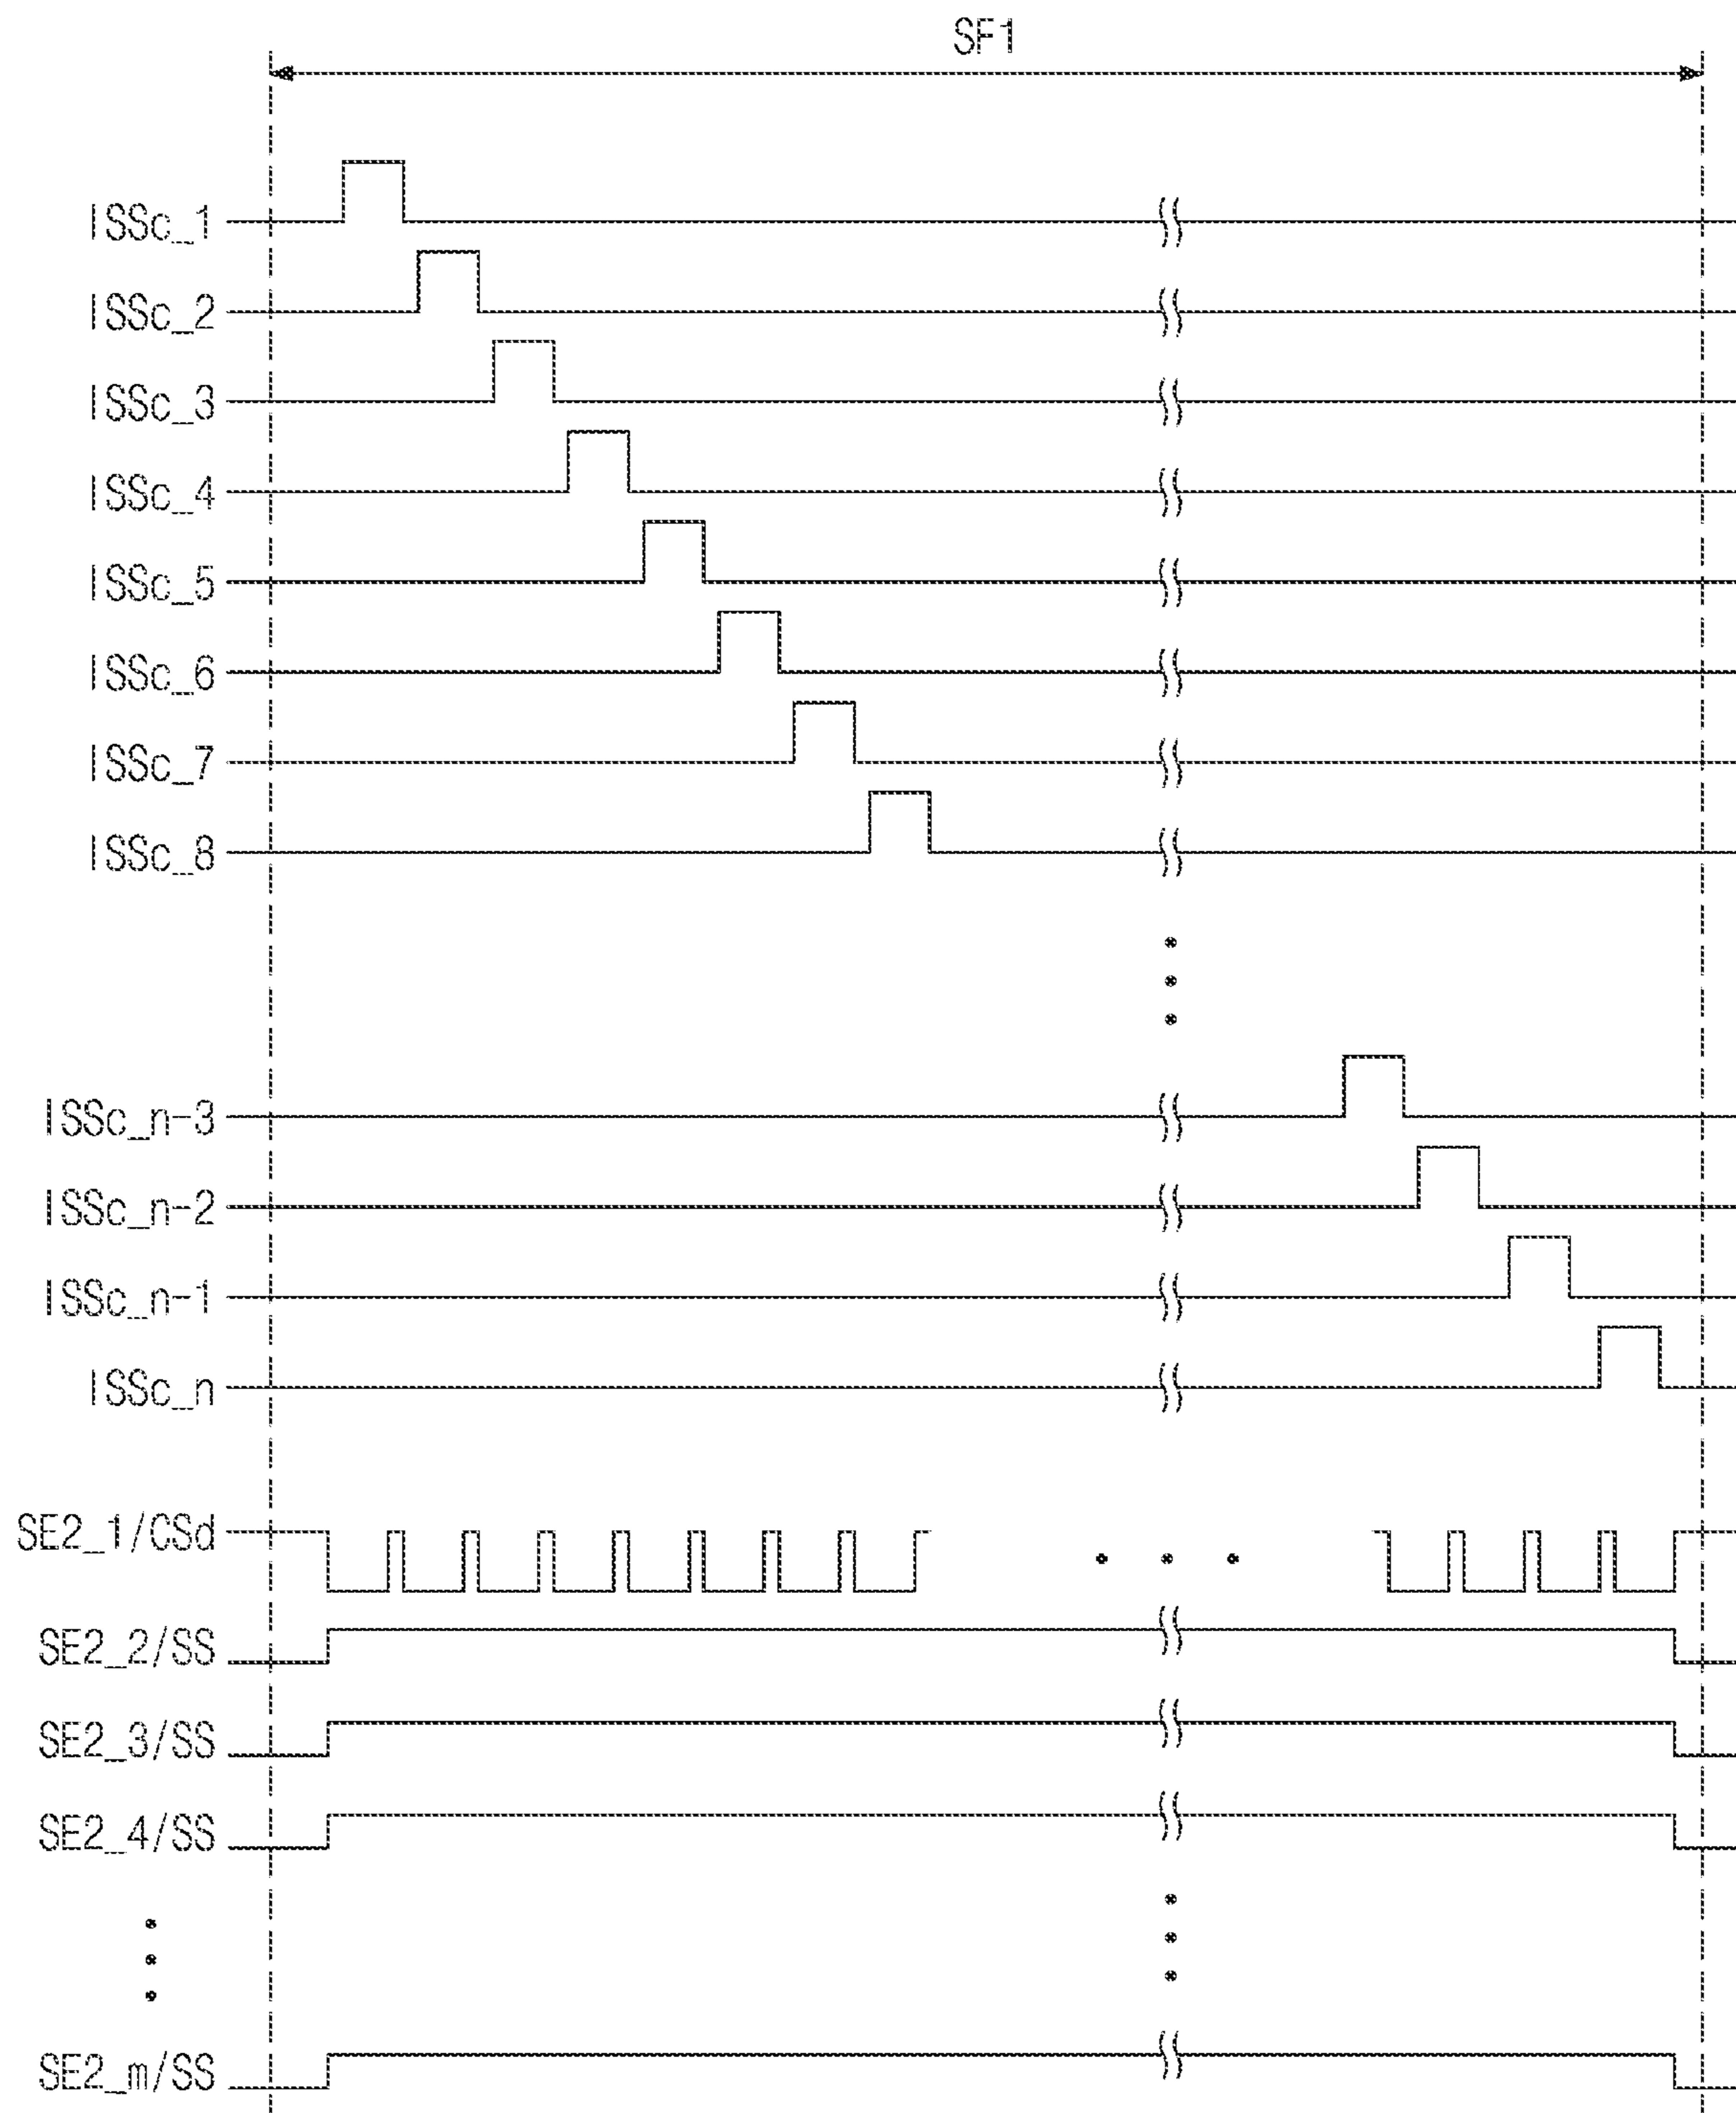 SF1
ISSc_1
ISSc_2
ISSc_3
ISSc_4
ISSc_5
ISSc_6
ISSc_7
ISSc_8
ISSc_n-3
ISSc_n-2
ISSc_n-1
ISSc_n
SE2_1/CSd
SE2_2/SS
SE2_3/SS
SE2_4/SS
SE2_m/SS